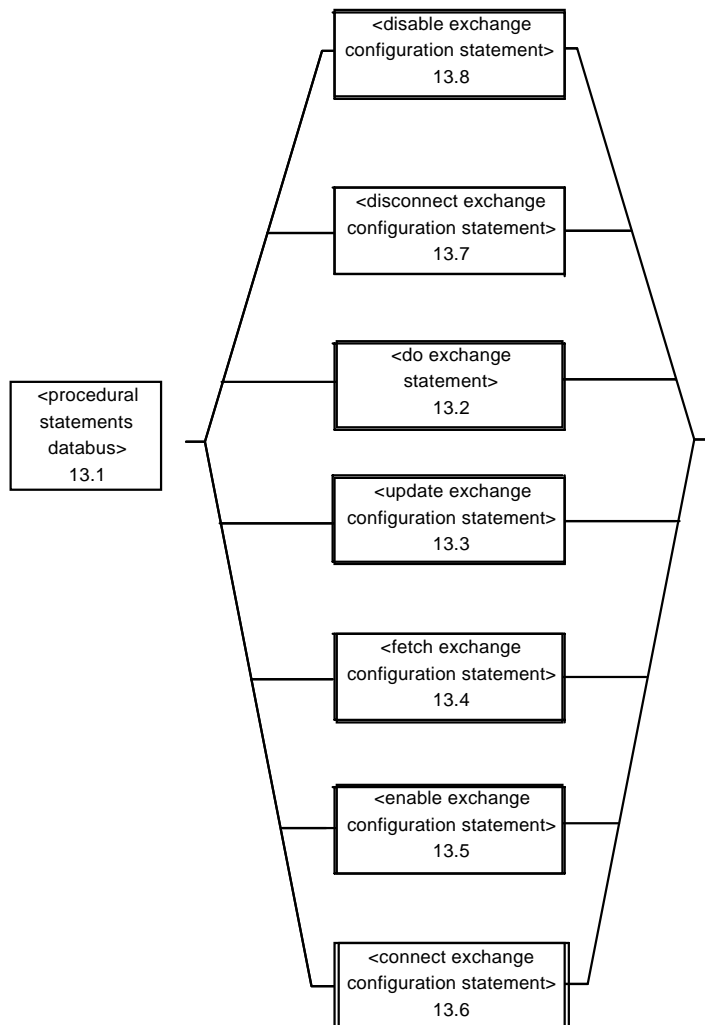 <disable exchange
configuration statement>
13.8
<disconnect exchange
configuration statement>
13.7
<do exchange
statement>
13.2
<procedural
statements
databus>
13.1
<update exchange
configuration statement>
13.3
<fetch exchange
configuration statement>
13.4
<enable exchange
configuration statement>
13.5
<connect exchange
configuration statement>
13.6